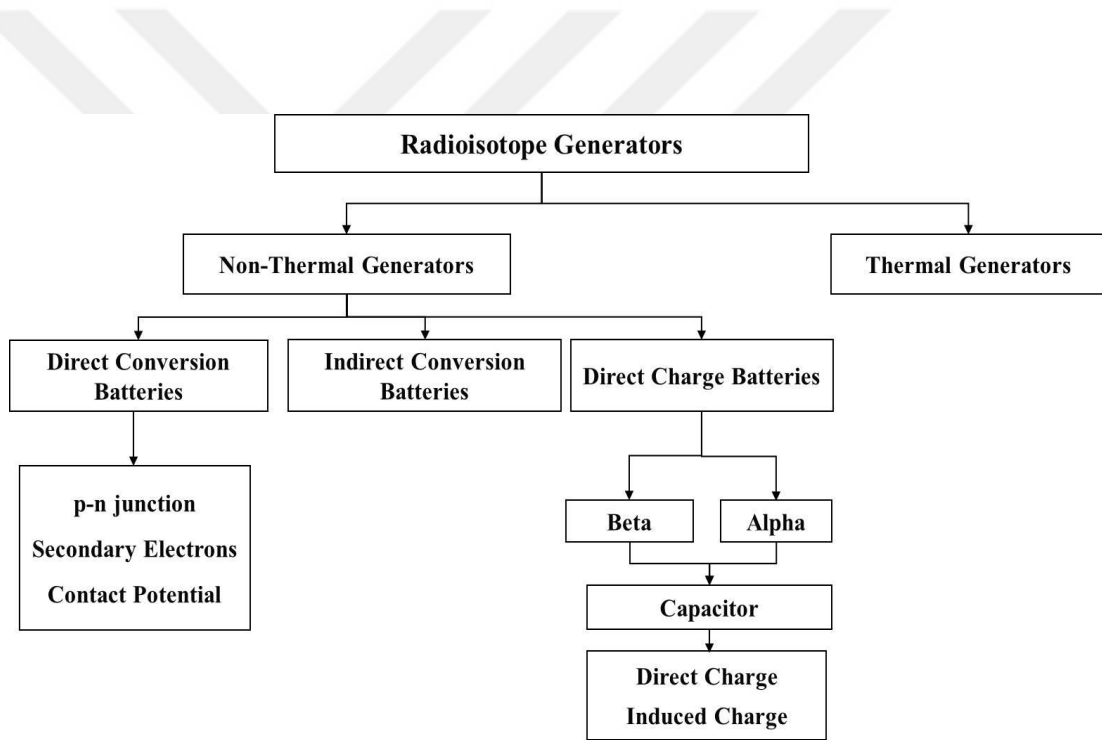 Radioisotope Generators
Non-Thermal Generators
Thermal Generators
Direct Conversion
Batteries
Indirect Conversion
Batteries
Direct Charge Batteries
p-n junction
Secondary Electrons
Contact Potential
Beta
Alpha
Capacitor
Direct Charge
Induced Charge